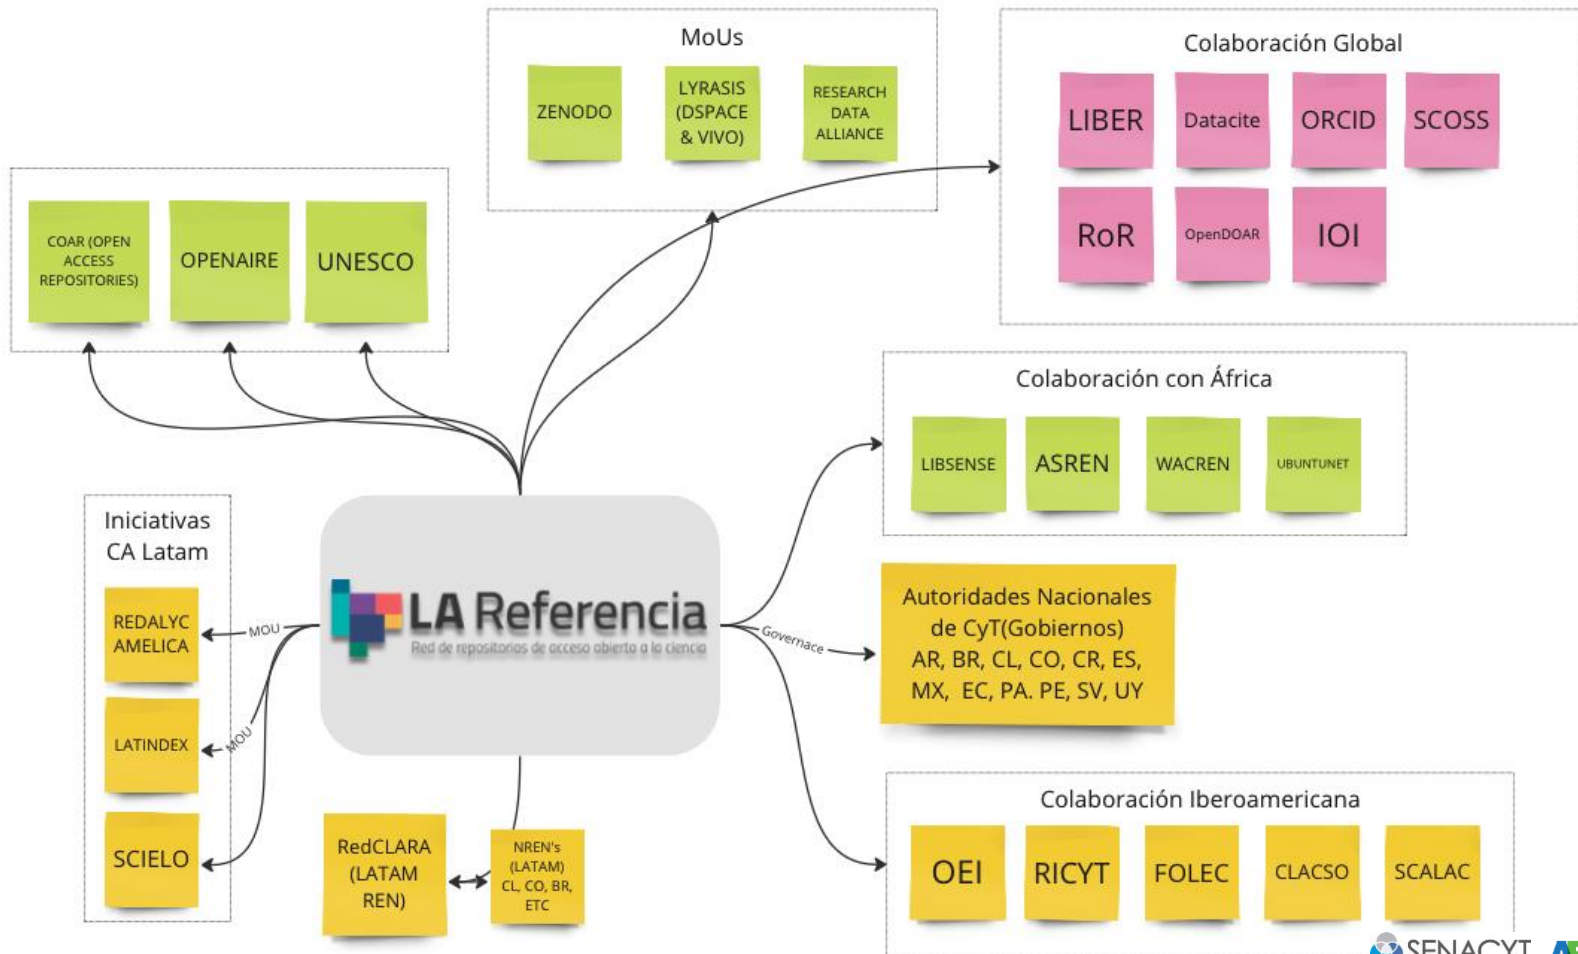 MoUs
ZENODO
LYRASIS
(DSPACE
& VIVO)
RESEARCH
DATA
ALLIANCE
Colaboración Global
LIBER
Datacite
ORCID
SCOSS
RoR
OpenDOAR
IOI
COAR (OPEN
ACCESS
REPOSITORIES)
OPENAIRE
UNESCO
Colaboración con África
LIBSENSE
ASREN
WACREN
UBUNTUNET
Iniciativas
CA Latam
REDALYC
AMELICA
LATINDEX
SCIELO
MOU
MOU
LA Referencia
Red de repositorios de acceso abierto a la ciencia
Governace
Autoridades Nacionales
de CyT(Gobiernos)
AR, BR, CL, CO, CR, ES,
MX, EC, PA. PE, SV, UY
RedCLARA
(LATAM
REN)
NREN's
(LATAM)
CL, CO, BR,
ETC
Colaboración Iberoamericana
OEI
RICYT
FOLEC
CLACSO
SCALAC
SENACYT